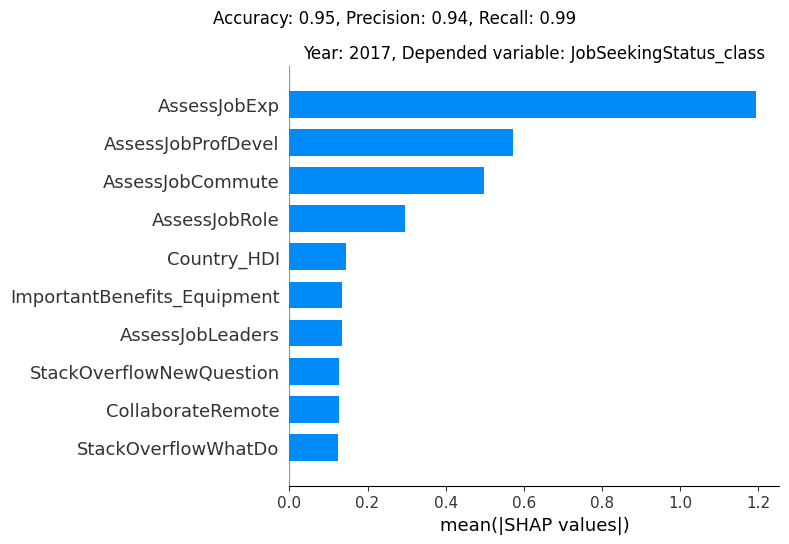 Accuracy: 0.95, Precision: 0.94, Recall: 0.99
Year: 2017, Depended variable: JobSeekingStatus_class
AssessJobExp
AssessJobProfDevel
AssessJobCommute
AssessJobRole
Country_HDI
ImportantBenefits_Equipment
AssessJobLeaders
StackOverflowNewQuestion
CollaborateRemote
StackOverflowWhatDo
0.0 0.2 0.4 0.6 0.8 1.0 1.2
mean(|SHAP values|)